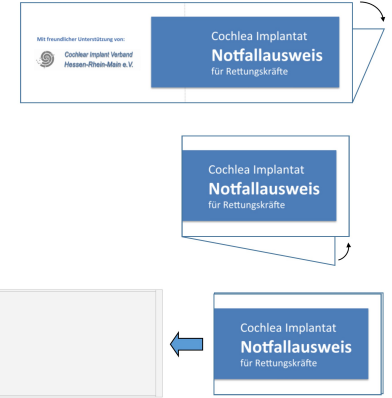 Mit freundlicher Unterstützung von:
Cochlear Implant Verband
Hessen-Rhein-Main e.V.
Cochlea Implantat
Notfallausweis
für Rettungskräfte
Cochlea Implantat
Notfallausweis
für Rettungskräfte
Cochlea Implantat
Notfallausweis
für Rettungskräfte